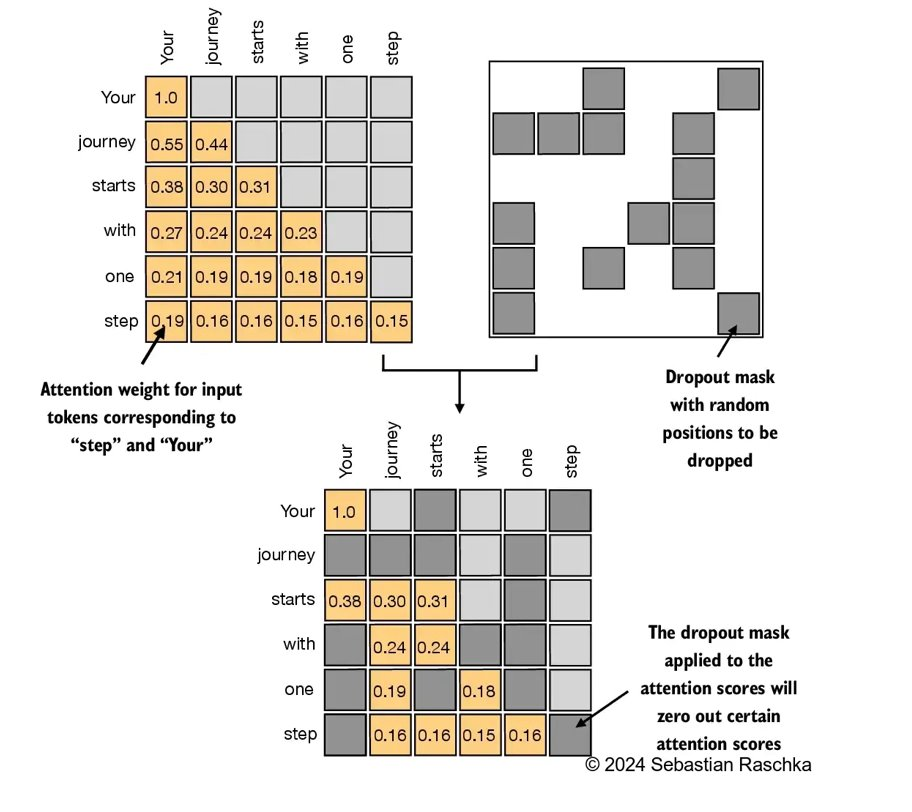 Your journey starts with one step
Your 1.0
journey 0.55 0.44
starts 0.38 0.30 0.31
with 0.27 0.24 0.24 0.23
one 0.21 0.19 0.19 0.18 0.19
step 0.19 0.16 0.16 0.15 0.16 0.15
Attention weight for input
tokens corresponding to
“step” and “Your”
Dropout mask
with random
positions to be
dropped
Your journey starts with one step
Your 1.0
journey
starts 0.38 0.30 0.31
with 0.24 0.24
one 0.19 0.18
step 0.16 0.16 0.15 0.16
The dropout mask
applied to the
attention scores will
zero out certain
attention scores
© 2024 Sebastian Raschka